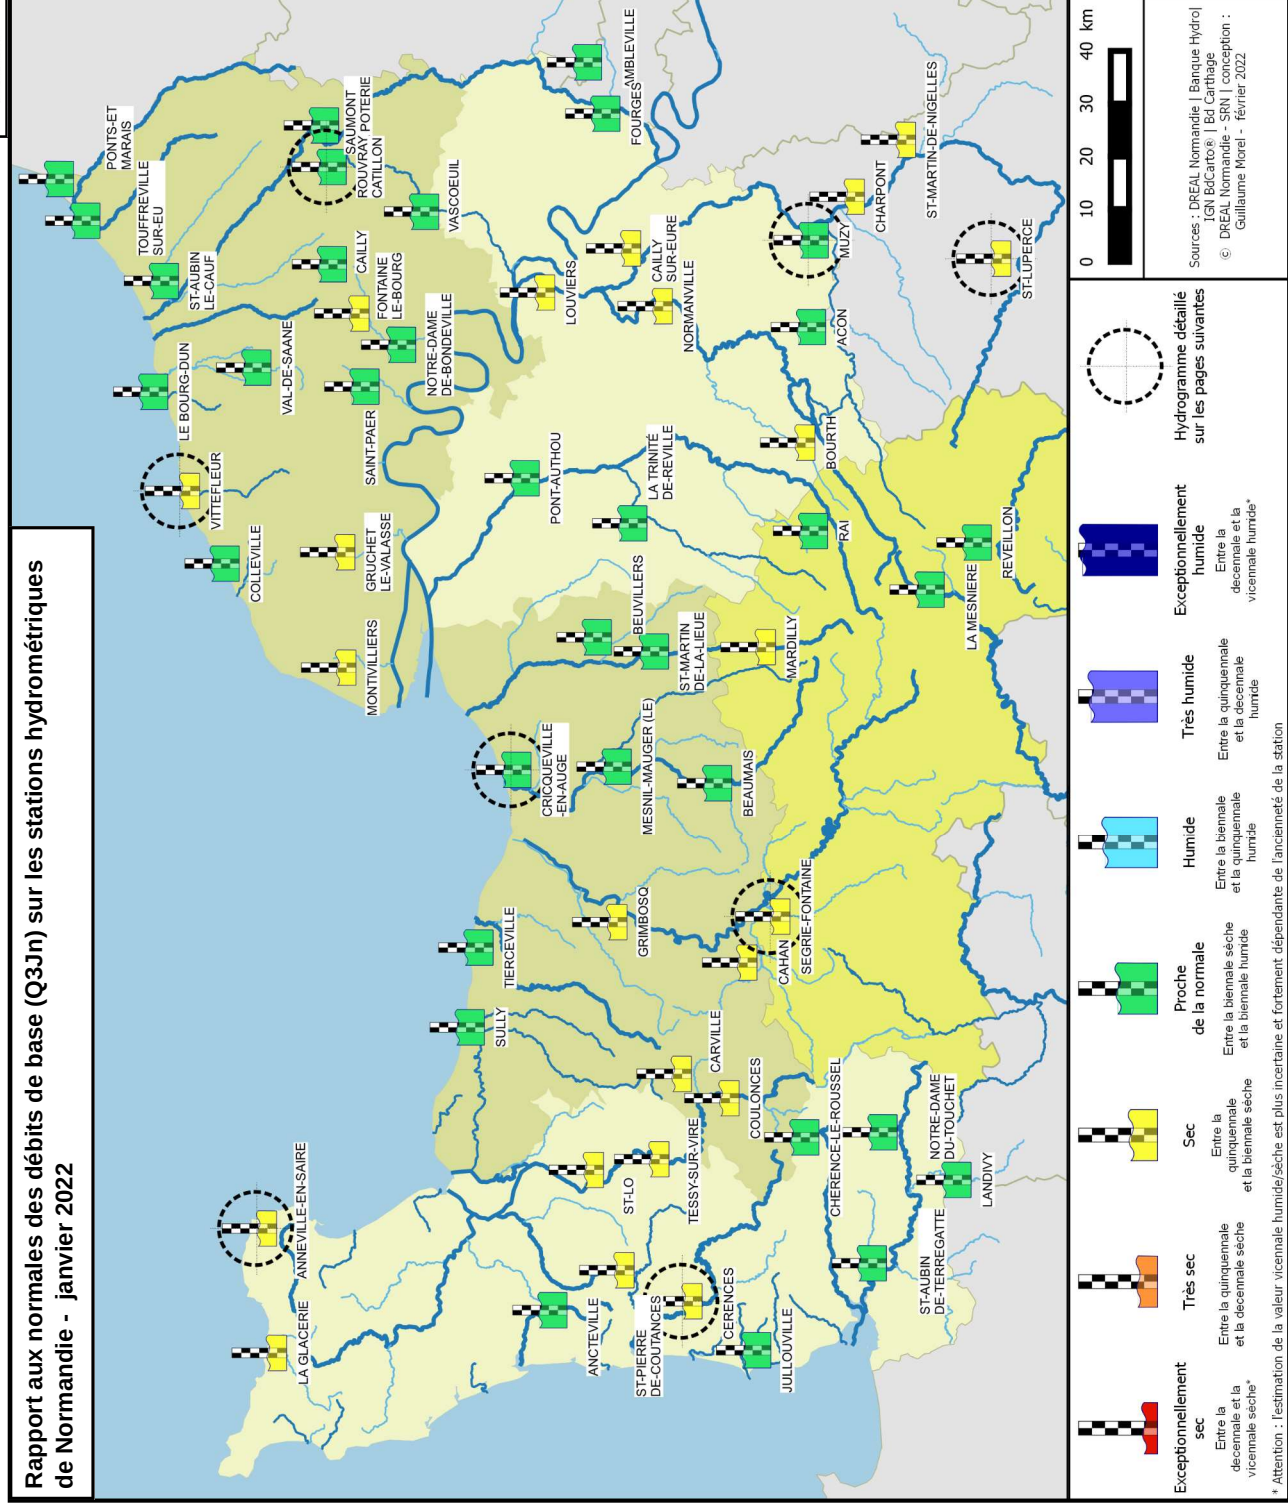 Rapport aux normales des débits de base (Q3Jn) sur les stations hydrométriques
de Normandie - janvier 2022
PONTS-ET
MARAIS
TOUFFREVILLE
SUR-EU
ST-AUBIN
LE-CAUF
LE BOURG-DUN
VAL-DE-SAANE
VITTEFLEUR
COLLEVILLE
SAUMONT
POTERIE
ROUVRAY
CATILLON
CAILLY
FONTAINE
LE-BOURG
NOTRE-DAME
DE-BONDEVILLE
SAINT-PAER
GRUCHET
LE-VALASSE
MONTIVILLIERS
VASCOEUIL
AMBLEVILLE
FOURGES
LOUVIERS
CAILLY
SUR-EURE
NORMANVILLE
PONT-AUTHOU
LA TRINITÉ
DE-REVILLE
BEUVILLERS
ST-MARTIN
DE-LA-LIEUE
CRICQUEVILLE
-EN-AUGE
MESNIL-MAUGER (LE)
MARDILLY
BEAUMAIS
ST-MARTIN-DE-NIGELLES
CHARPONT
MUZY
ACON
BOURTH
RAI
ST-LUPERCE
LA MESNIERE
REVEILLON
GRIMBOSQ
TIERCEVILLE
SULLY
SEGRIE-FONTAINE
CAHAN
CARVILLE
COULONCES
ANNEVILLE-EN-SAIRE
LA GLACERIE
ST-LO
TESSY-SUR-VIRE
ANCTEVILLE
ST-PIERRE
DE-COUTANCES
CERENCES
JULLOUVILLE
CHERENCE-LE-ROUSSEL
NOTRE-DAME
DU-TOUCHET
LANDIVY
ST-AUBIN
DE-TERREGATTE
Exceptionnellement
sec
Entre la
decennale et la
vicennale sèche*
Très sec
Entre la quinquennale
et la decennale sèche
Sec
Entre la
quinquennale
et la biennale sèche
Proche
de la normale
Entre la biennale sèche
et la biennale humide
Humide
Entre la biennale
et la quinquennale
humide
Très humide
Entre la quinquennale
et la decennale
humide
Exceptionnellement
humide
Entre la
decennale et la
vicennale humide*
Hydrogramme détaillé
sur les pages suivantes
0 10 20 30 40 km
Sources : DREAL Normandie | Banque Hydro|
IGN BdCarto® | Bd Carthage
© DREAL Normandie - SRN | conception :
Guillaume Morel - février 2022
* Attention : l'estimation de la valeur vicennale humide/sèche est plus incertaine et fortement dépendante de l'ancienneté de la station